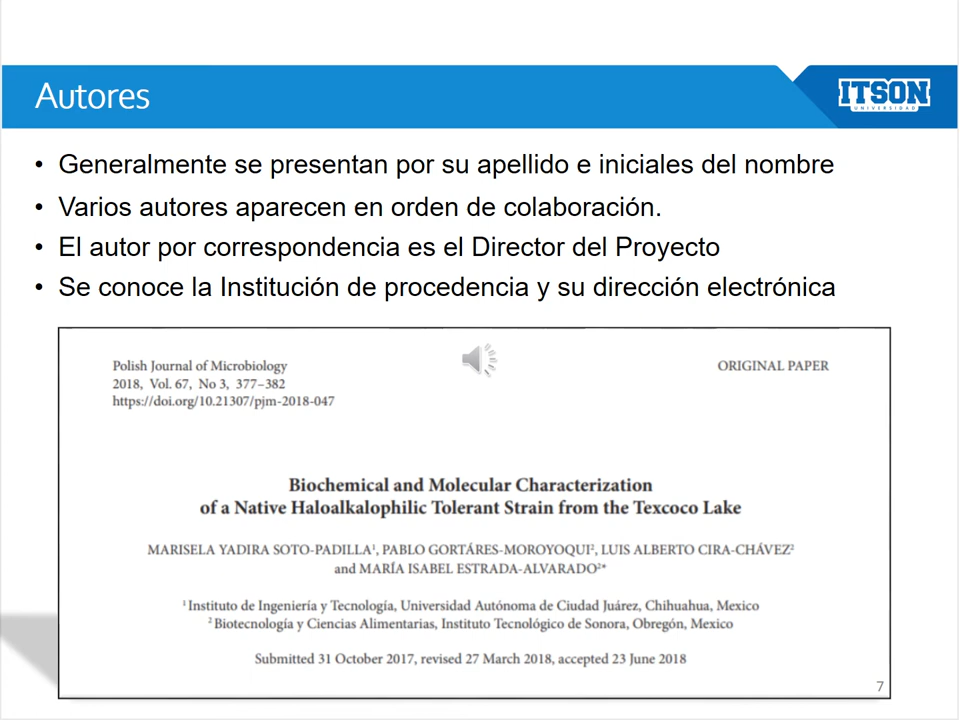 Autores
ITSON
UNIVERSIDAD
• Generalmente se presentan por su apellido e iniciales del nombre
• Varios autores aparecen en orden de colaboración.
• El autor por correspondencia es el Director del Proyecto
• Se conoce la Institución de procedencia y su dirección electrónica
Polish Journal of Microbiology
ORIGINAL PAPER
2018, Vol. 67, No 3, 377–382
https://doi.org/10.21307/pjm-2018-047
Biochemical and Molecular Characterization
of a Native Haloalkalophilic Tolerant Strain from the Texcoco Lake
MARISELA YADIRA SOTO-PADILLA¹, PABLO GORTÁRES-MOROYOQUI², LUIS ALBERTO CIRA-CHÁVEZ²
and MARÍA ISABEL ESTRADA-ALVARADO²*
¹ Instituto de Ingeniería y Tecnología, Universidad Autónoma de Ciudad Juárez, Chihuahua, Mexico
² Biotecnología y Ciencias Alimentarias, Instituto Tecnológico de Sonora, Obregón, Mexico
Submitted 31 October 2017, revised 27 March 2018, accepted 23 June 2018
7